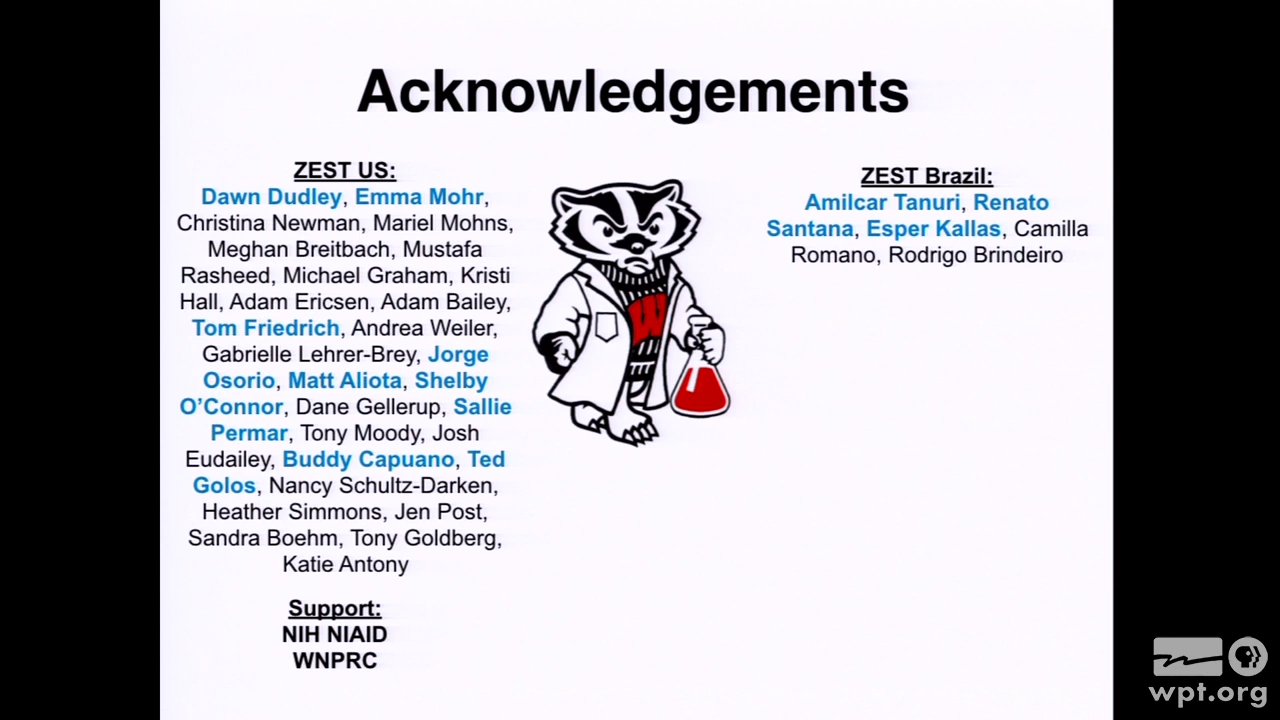 Acknowledgements
ZEST US:
Dawn Dudley, Emma Mohr,
Christina Newman, Mariel Mohns,
Meghan Breitbach, Mustafa
Rasheed, Michael Graham, Kristi
Hall, Adam Ericsen, Adam Bailey,
Tom Friedrich, Andrea Weiler,
Gabrielle Lehrer-Brey, Jorge
Osorio, Matt Aliota, Shelby
O’Connor, Dane Gellerup, Sallie
Permar, Tony Moody, Josh
Eudailey, Buddy Capuano, Ted
Golos, Nancy Schultz-Darken,
Heather Simmons, Jen Post,
Sandra Boehm, Tony Goldberg,
Katie Antony
Support:
NIH NIAID
WNPRC
W
ZEST Brazil:
Amilcar Tanuri, Renato
Santana, Esper Kallas, Camilla
Romano, Rodrigo Brindeiro
wpt.org